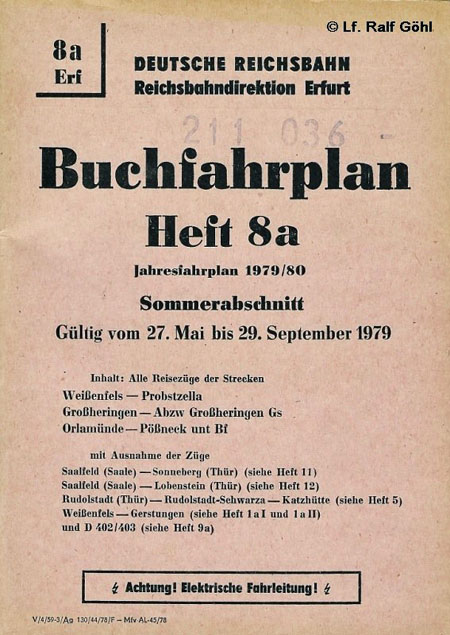 © Lf. Ralf Göhl
8a
Erf
DEUTSCHE REICHSBAHN
Reichsbahndirektion Erfurt
211 036 -
Buchfahrplan
Heft 8a
Jahresfahrplan 1979/80
Sommerabschnitt
Gültig vom 27. Mai bis 29. September 1979
Inhalt: Alle Reisezüge der Strecken
Weißenfels — Probstzella
Großheringen — Abzw Großheringen Gs
Orlamünde — Pößneck unt Bf
mit Ausnahme der Züge
Saalfeld (Saale) — Sonneberg (Thür) (siehe Heft 11)
Saalfeld (Saale) — Lobenstein (Thür) (siehe Heft 12)
Rudolstadt (Thür) — Rudolstadt-Schwarza — Katzhütte (siehe Heft 5)
Weißenfels — Gerstungen (siehe Heft 1a I und 1a II)
und D 402/403 (siehe Heft 9a)
Achtung! Elektrische Fahrleitung!
V/4/59-3/Ag 130/44/78/F — Mfv AL-45/78